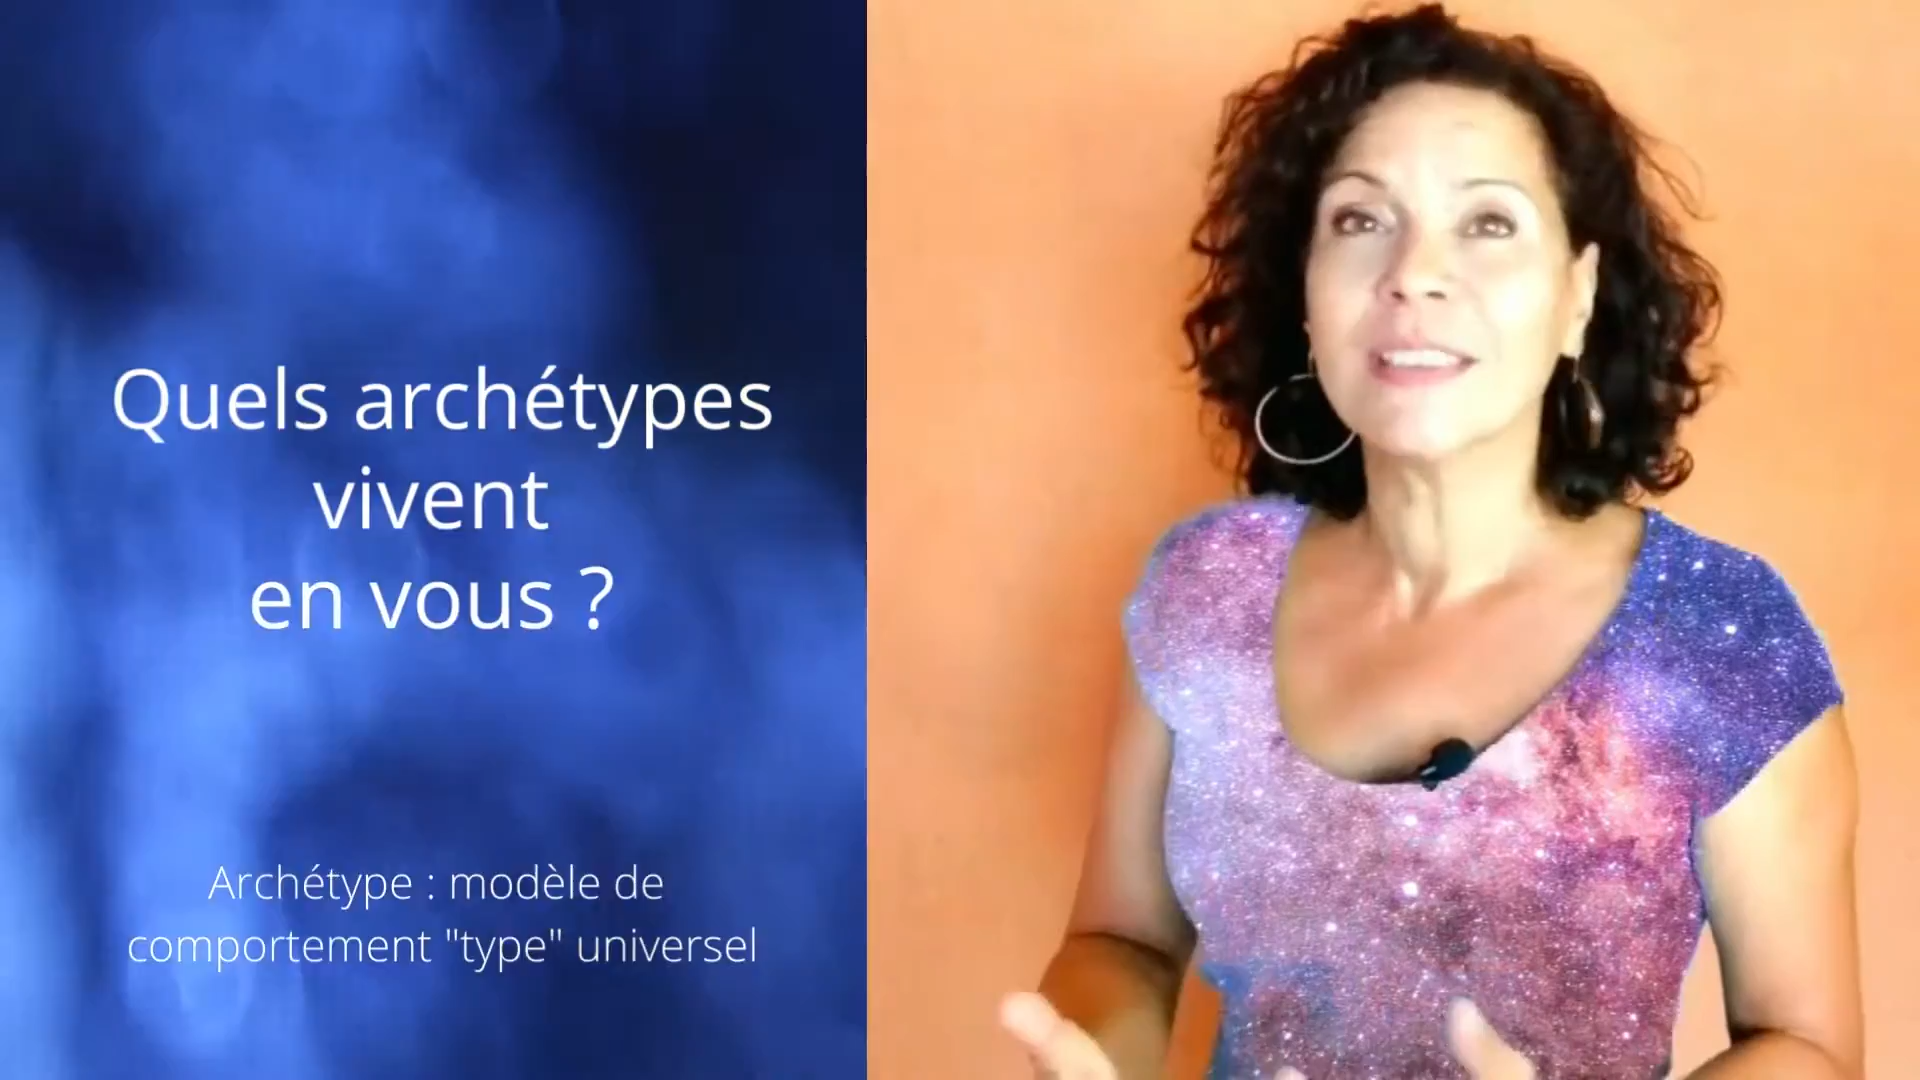 Quels archétypes
vivent
en vous ?
Archétype : modèle de
comportement "type" universel